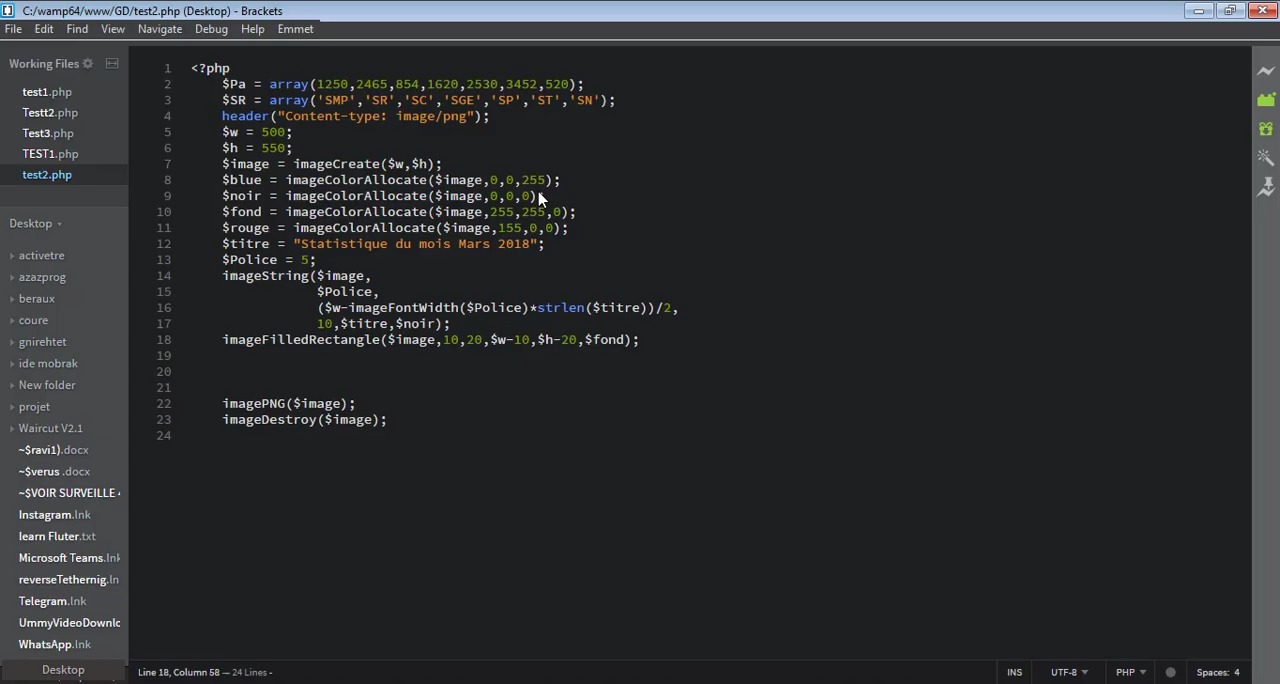 C:/wamp64/www/GD/test2.php (Desktop) - Brackets
File Edit Find View Navigate Debug Help Emmet
Working Files
test1.php
Testt2.php
Test3.php
TEST1.php
test2.php
Desktop
activetre
azazprog
beraux
coure
gnirehtet
ide mobrak
New folder
projet
Waircut V2.1
~$ravi1).docx
~$verus .docx
~$VOIR SURVEILLE
Instagram.lnk
learn Fluter.txt
Microsoft Teams.lnk
reverseTethernig.ln
Telegram.lnk
UmmyVideoDownlo
WhatsApp.lnk
Desktop
1 <?php
2 $Pa = array(1250,2465,854,1620,2530,3452,520);
3 $SR = array('SMP','SR','SC','SGE','SP','ST','SN');
4 header("Content-type: image/png");
5 $w = 500;
6 $h = 550;
7 $image = imageCreate($w,$h);
8 $blue = imageColorAllocate($image,0,0,255);
9 $noir = imageColorAllocate($image,0,0,0);
10 $fond = imageColorAllocate($image,255,255,0);
11 $rouge = imageColorAllocate($image,155,0,0);
12 $titre = "Statistique du mois Mars 2018";
13 $Police = 5;
14 imageString($image,
15 $Police,
16 ($w-imageFontWidth($Police)*strlen($titre))/2,
17 10,$titre,$noir);
18 imageFilledRectangle($image,10,20,$w-10,$h-20,$fond);
19
20
21
22 imagePNG($image);
23 imageDestroy($image);
24
Line 18, Column 58 — 24 Lines -
INS UTF-8 PHP Spaces: 4